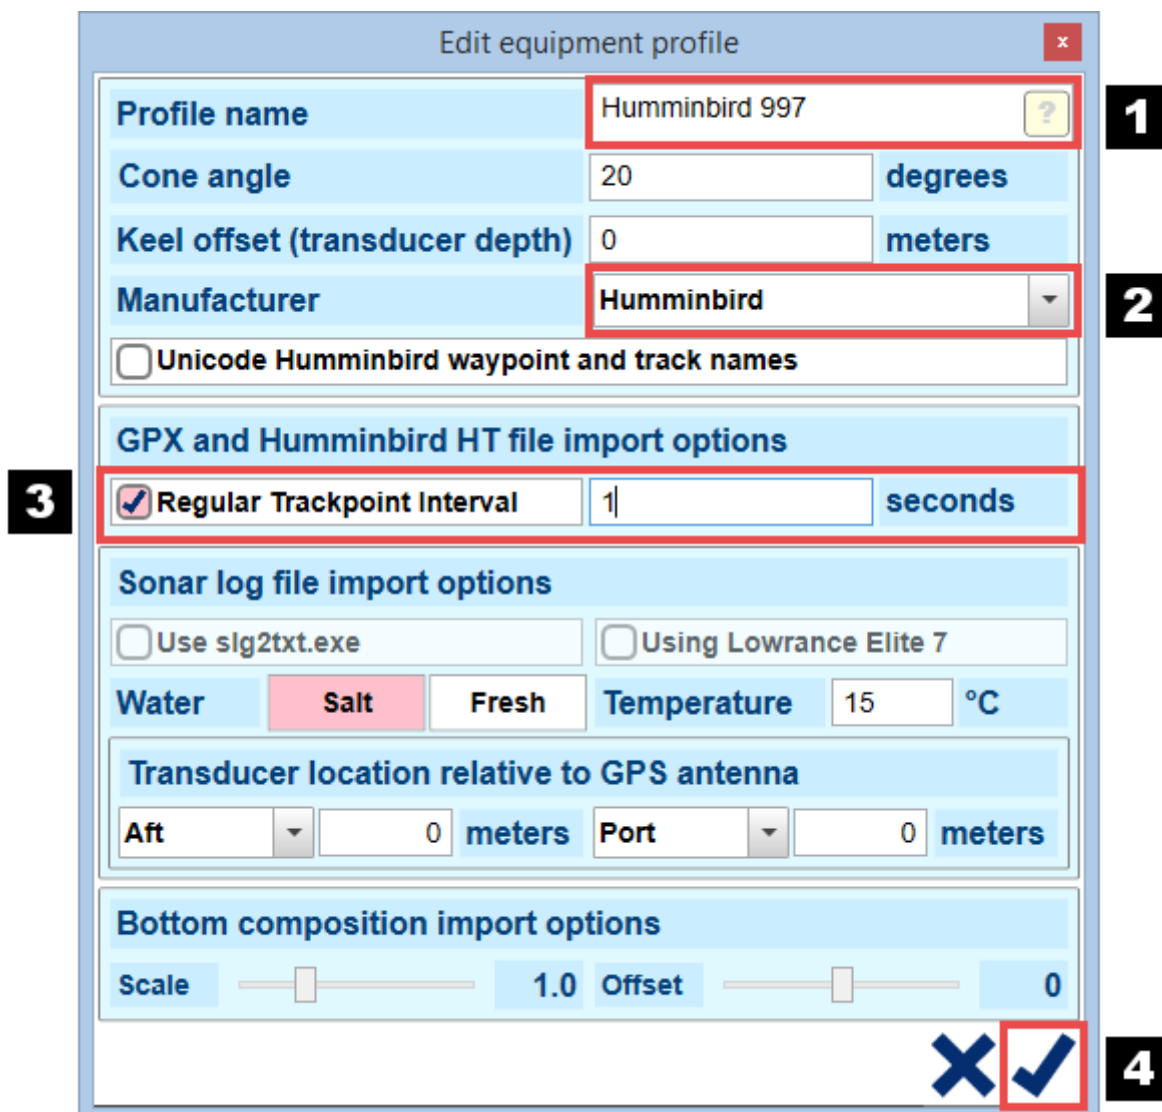 Edit equipment profile x
Profile name Humminbird 997 ? 1
Cone angle 20 degrees
Keel offset (transducer depth) 0 meters
Manufacturer Humminbird 2
Unicode Humminbird waypoint and track names
GPX and Humminbird HT file import options
3 Regular Trackpoint Interval 1 seconds
Sonar log file import options
Use slg2txt.exe Using Lowrance Elite 7
Water Salt Fresh Temperature 15 °C
Transducer location relative to GPS antenna
Aft 0 meters Port 0 meters
Bottom composition import options
Scale 1.0 Offset 0
4